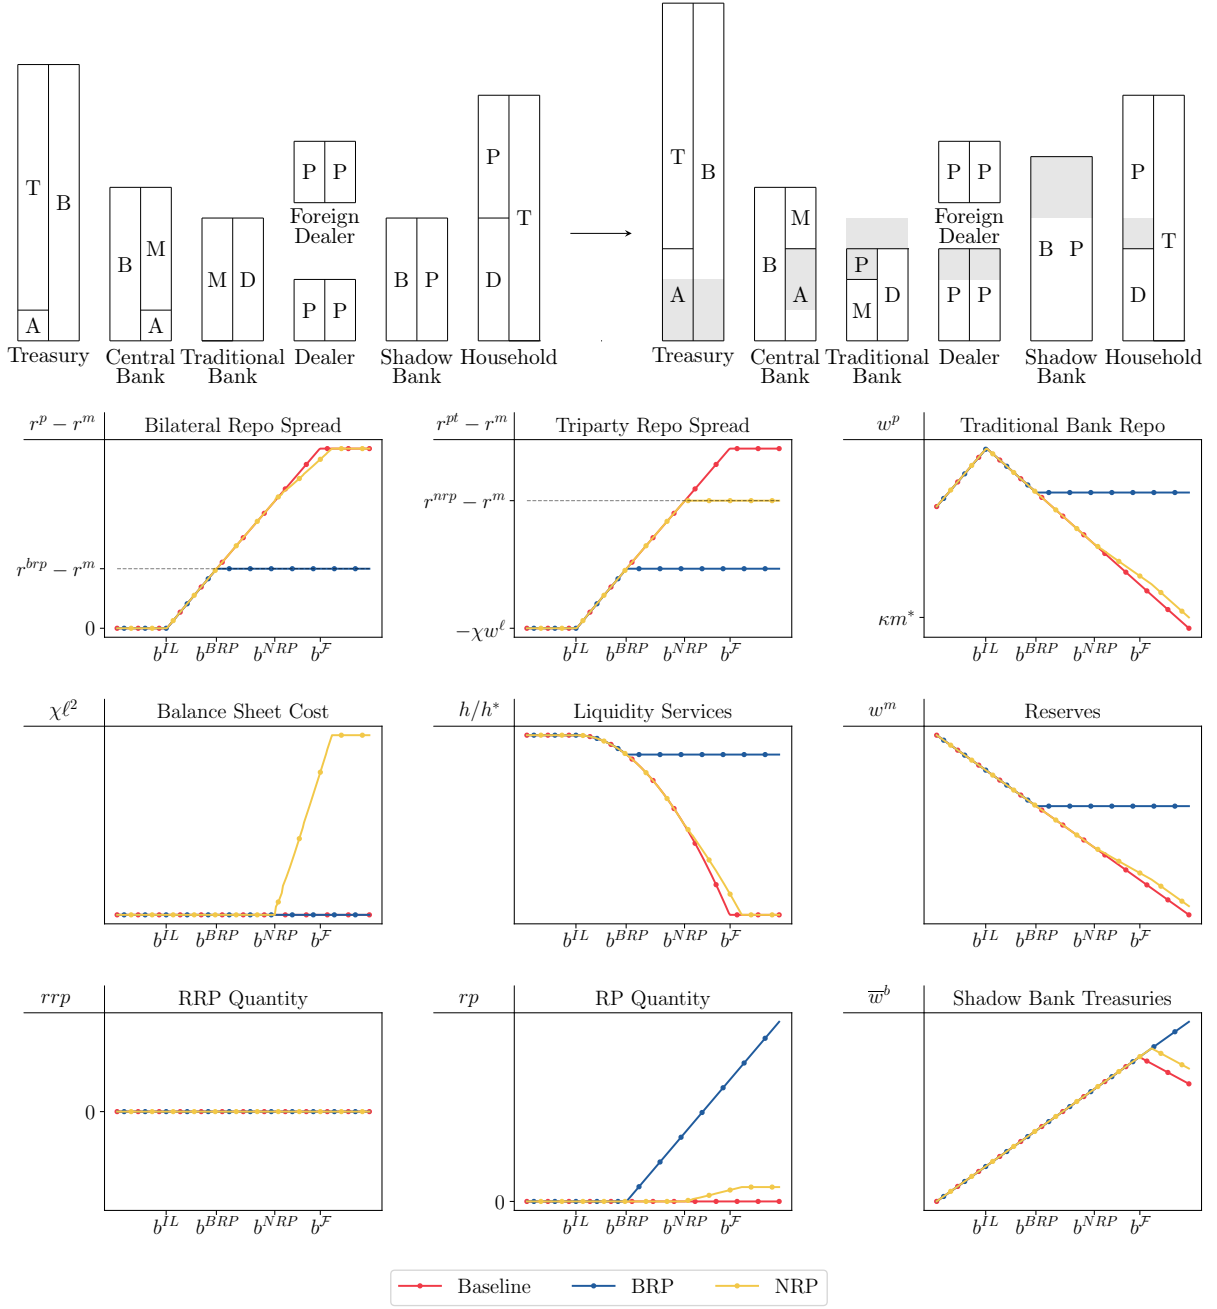 T B A
Treasury
B M A
Central
Bank
M D
Traditional
Bank
P P
Foreign
Dealer
P P
Dealer
B P
Shadow
Bank
P D T
Household
T A B
Treasury
B M A
Central
Bank
P M D
Traditional
Bank
P P
Foreign
Dealer
P P
Dealer
B P
Shadow
Bank
P D T
Household
r^p − r^m
Bilateral Repo Spread
r^{brp} − r^m
0
b^{IL} b^{BRP} b^{NRP} b^ℱ
r^{pt} − r^m
Triparty Repo Spread
r^{nrp} − r^m
−χw^ℓ
b^{IL} b^{BRP} b^{NRP} b^ℱ
w^p
Traditional Bank Repo
κm^*
b^{IL} b^{BRP} b^{NRP} b^ℱ
χℓ^2
Balance Sheet Cost
b^{IL} b^{BRP} b^{NRP} b^ℱ
h/h^*
Liquidity Services
b^{IL} b^{BRP} b^{NRP} b^ℱ
w^m
Reserves
b^{IL} b^{BRP} b^{NRP} b^ℱ
rrp
RRP Quantity
0
b^{IL} b^{BRP} b^{NRP} b^ℱ
rp
RP Quantity
0
b^{IL} b^{BRP} b^{NRP} b^ℱ
w̅^b
Shadow Bank Treasuries
b^{IL} b^{BRP} b^{NRP} b^ℱ
Baseline BRP NRP